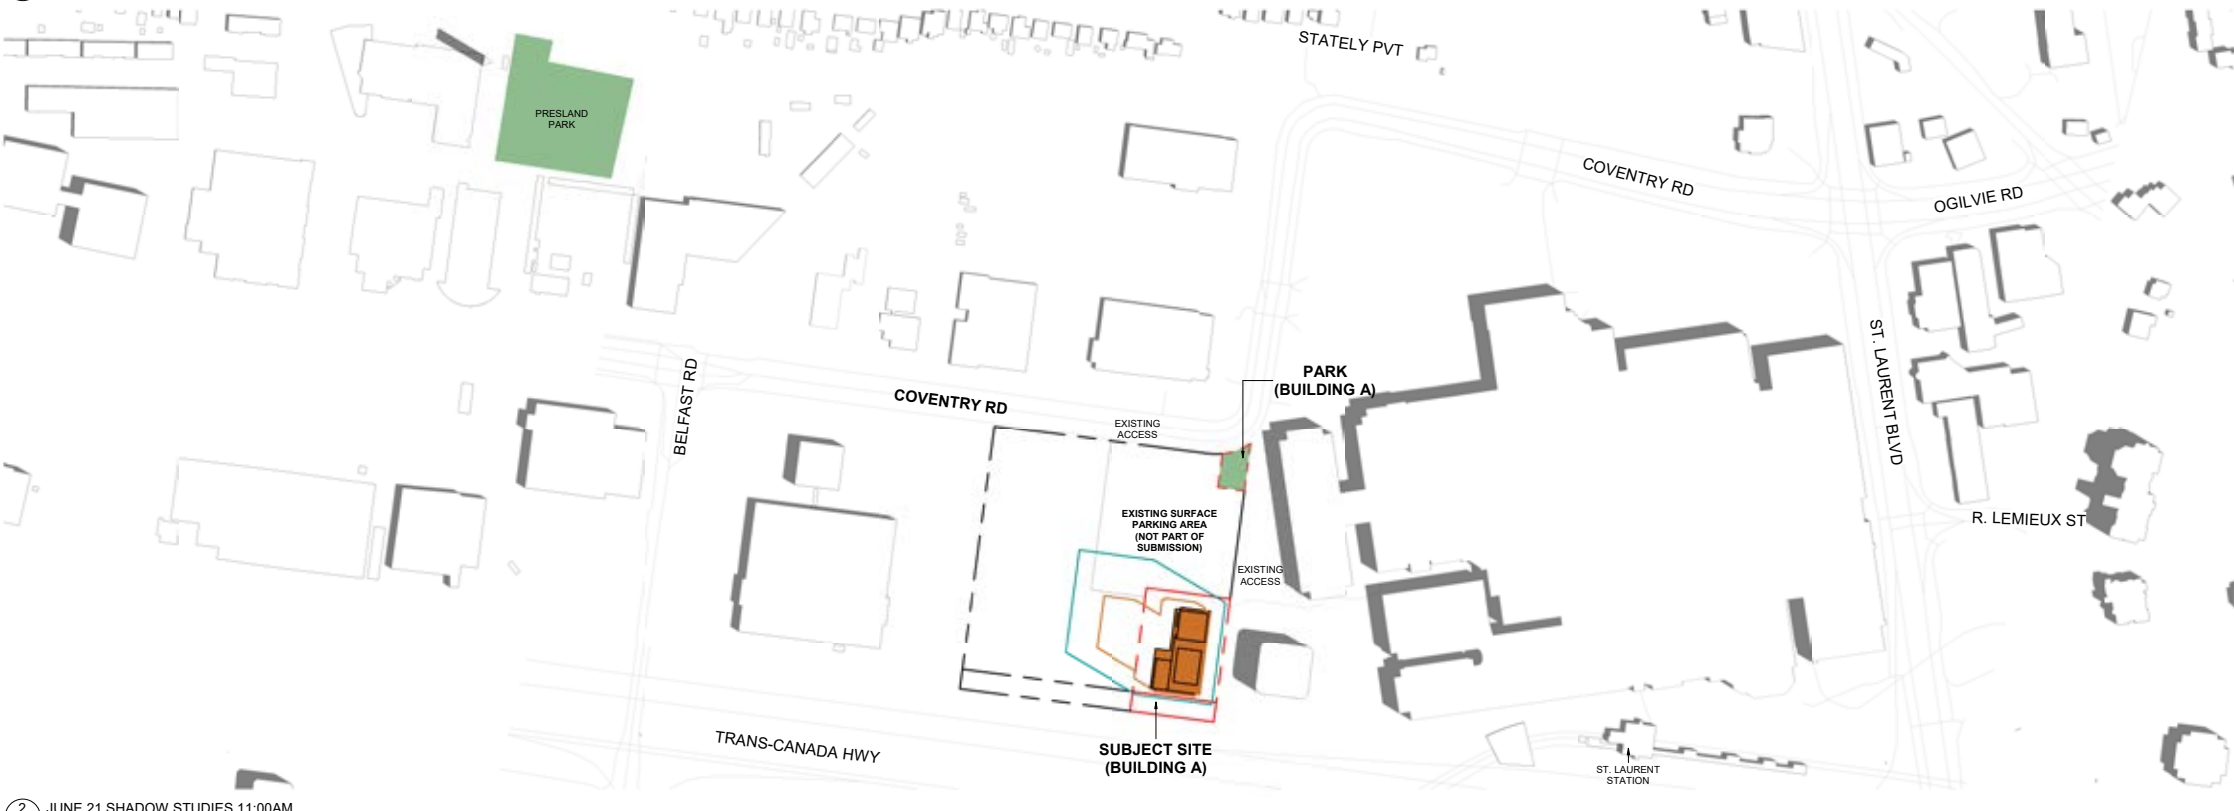 STATELY PVT
PRESLAND
PARK
COVENTRY RD
OGILVIE RD
ST. LAURENT BLVD
BELFAST RD
COVENTRY RD
PARK
(BUILDING A)
EXISTING
ACCESS
EXISTING SURFACE
PARKING AREA
(NOT PART OF
SUBMISSION)
R. LEMIEUX ST
EXISTING
ACCESS
TRANS-CANADA HWY
SUBJECT SITE
(BUILDING A)
ST. LAURENT
STATION
2 JUNE 21 SHADOW STUDIES 11:00AM